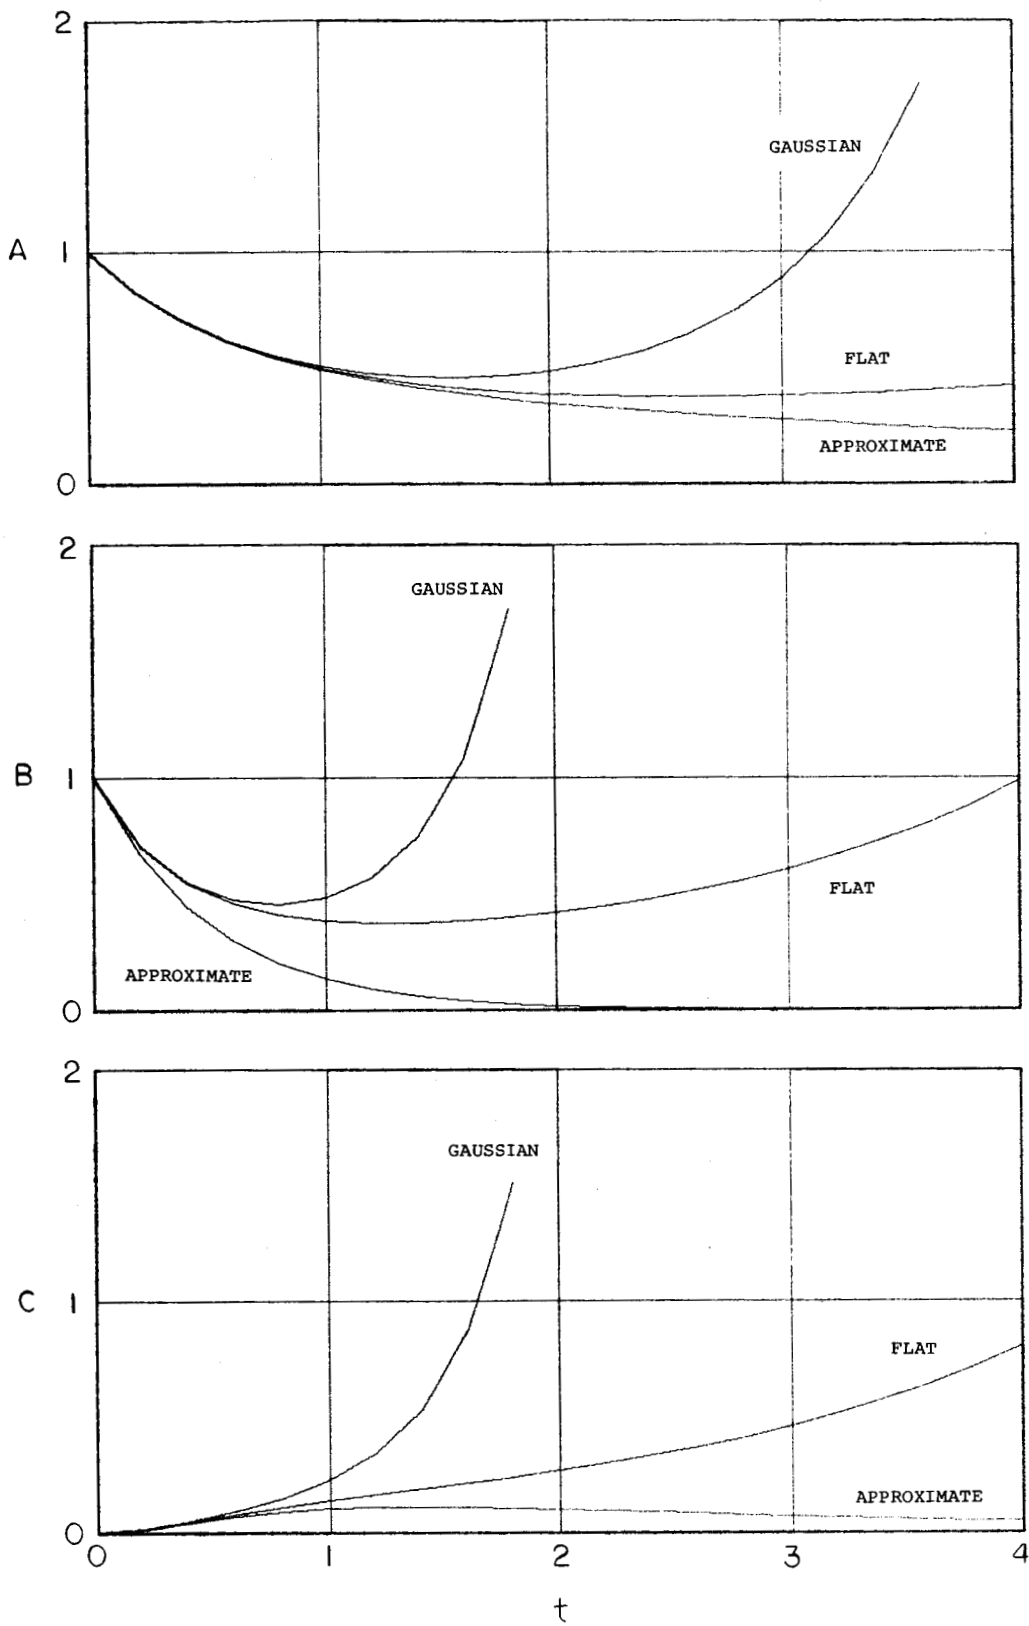 2
GAUSSIAN
A
1
FLAT
APPROXIMATE
0
2
GAUSSIAN
B
1
FLAT
APPROXIMATE
0
2
GAUSSIAN
C
1
FLAT
APPROXIMATE
0
0 1 2 3 4
t